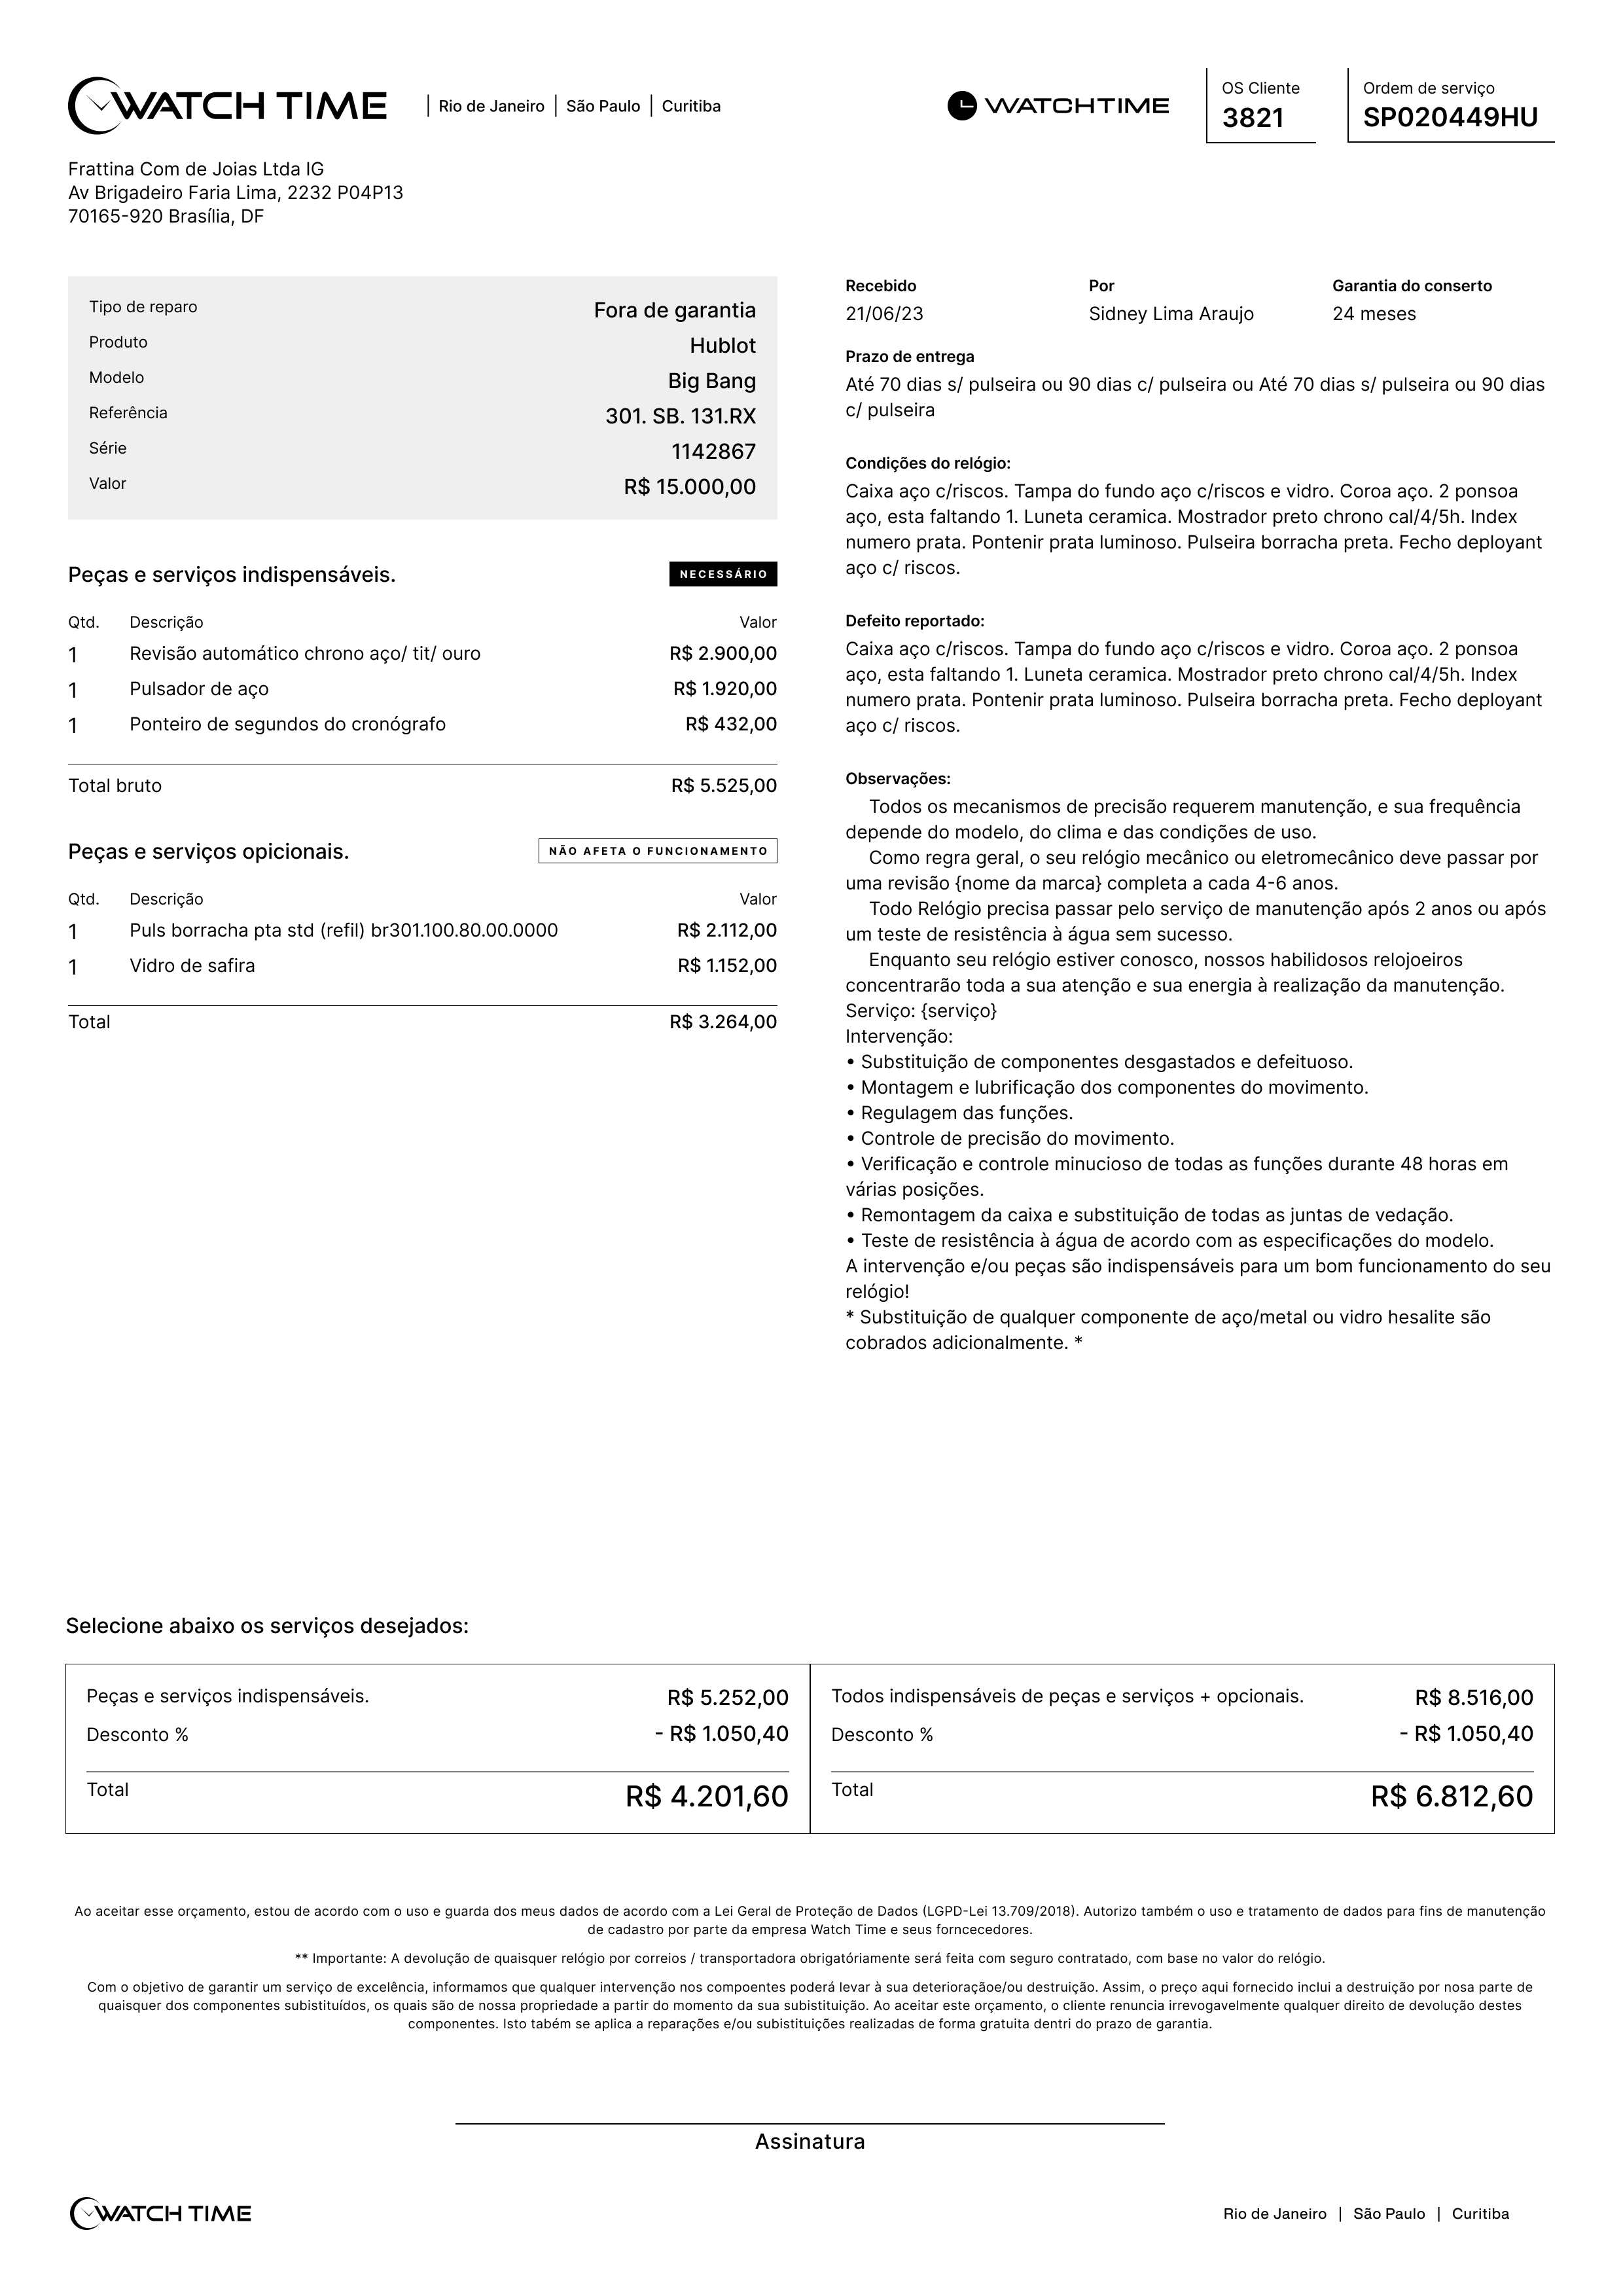 WATCH TIME
Rio de Janeiro | São Paulo | Curitiba
WATCHTIME
OS Cliente
3821
Ordem de serviço
SP020449HU
Frattina Com de Joias Ltda IG
Av Brigadeiro Faria Lima, 2232 P04P13
70165-920 Brasília, DF
Tipo de reparo Fora de garantia
Produto Hublot
Modelo Big Bang
Referência 301. SB. 131.RX
Série 1142867
Valor R$ 15.000,00
Peças e serviços indispensáveis. NECESSÁRIO
Qtd. Descrição Valor
1 Revisão automático chrono aço/ tit/ ouro R$ 2.900,00
1 Pulsador de aço R$ 1.920,00
1 Ponteiro de segundos do cronógrafo R$ 432,00
Total bruto R$ 5.525,00
Peças e serviços opicionais. NÃO AFETA O FUNCIONAMENTO
Qtd. Descrição Valor
1 Puls borracha pta std (refil) br301.100.80.00.0000 R$ 2.112,00
1 Vidro de safira R$ 1.152,00
Total R$ 3.264,00
Recebido Por Garantia do conserto
21/06/23 Sidney Lima Araujo 24 meses
Prazo de entrega
Até 70 dias s/ pulseira ou 90 dias c/ pulseira ou Até 70 dias s/ pulseira ou 90 dias
c/ pulseira
Condições do relógio:
Caixa aço c/riscos. Tampa do fundo aço c/riscos e vidro. Coroa aço. 2 ponsoa
aço, esta faltando 1. Luneta ceramica. Mostrador preto chrono cal/4/5h. Index
numero prata. Pontenir prata luminoso. Pulseira borracha preta. Fecho deployant
aço c/ riscos.
Defeito reportado:
Caixa aço c/riscos. Tampa do fundo aço c/riscos e vidro. Coroa aço. 2 ponsoa
aço, esta faltando 1. Luneta ceramica. Mostrador preto chrono cal/4/5h. Index
numero prata. Pontenir prata luminoso. Pulseira borracha preta. Fecho deployant
aço c/ riscos.
Observações:
Todos os mecanismos de precisão requerem manutenção, e sua frequência
depende do modelo, do clima e das condições de uso.
Como regra geral, o seu relógio mecânico ou eletromecânico deve passar por
uma revisão {nome da marca} completa a cada 4-6 anos.
Todo Relógio precisa passar pelo serviço de manutenção após 2 anos ou após
um teste de resistência à água sem sucesso.
Enquanto seu relógio estiver conosco, nossos habilidosos relojoeiros
concentrarão toda a sua atenção e sua energia à realização da manutenção.
Serviço: {serviço}
Intervenção:
• Substituição de componentes desgastados e defeituoso.
• Montagem e lubrificação dos componentes do movimento.
• Regulagem das funções.
• Controle de precisão do movimento.
• Verificação e controle minucioso de todas as funções durante 48 horas em
várias posições.
• Remontagem da caixa e substituição de todas as juntas de vedação.
• Teste de resistência à água de acordo com as especificações do modelo.
A intervenção e/ou peças são indispensáveis para um bom funcionamento do seu
relógio!
* Substituição de qualquer componente de aço/metal ou vidro hesalite são
cobrados adicionalmente. *
Selecione abaixo os serviços desejados:
Peças e serviços indispensáveis. R$ 5.252,00
Desconto % - R$ 1.050,40
Total R$ 4.201,60
Todos indispensáveis de peças e serviços + opcionais. R$ 8.516,00
Desconto % - R$ 1.050,40
Total R$ 6.812,60
Ao aceitar esse orçamento, estou de acordo com o uso e guarda dos meus dados de acordo com a Lei Geral de Proteção de Dados (LGPD-Lei 13.709/2018). Autorizo também o uso e tratamento de dados para fins de manutenção
de cadastro por parte da empresa Watch Time e seus forncecedores.
** Importante: A devolução de quaisquer relógio por correios / transportadora obrigatóriamente será feita com seguro contratado, com base no valor do relógio.
Com o objetivo de garantir um serviço de excelência, informamos que qualquer intervenção nos compoentes poderá levar à sua deterioraçãoe/ou destruição. Assim, o preço aqui fornecido inclui a destruição por nosa parte de
quaisquer dos componentes subistituídos, os quais são de nossa propriedade a partir do momento da sua subistituição. Ao aceitar este orçamento, o cliente renuncia irrevogavelmente qualquer direito de devolução destes
componentes. Isto tabém se aplica a reparações e/ou subistituições realizadas de forma gratuita dentri do prazo de garantia.
Assinatura
WATCH TIME
Rio de Janeiro | São Paulo | Curitiba